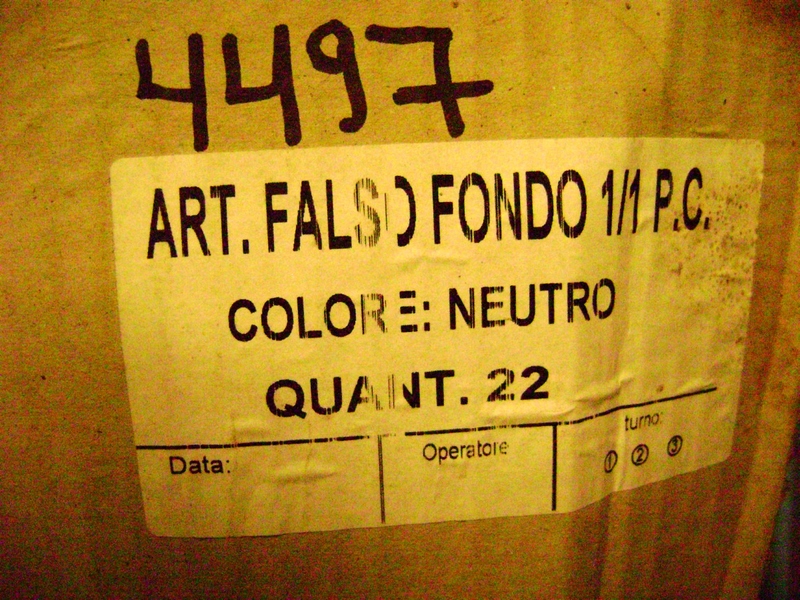 4497
ART. FALSO FONDO 1/1 P.C.
COLORE: NEUTRO
QUANT. 22
Data: Operatore turno:
① ② ③